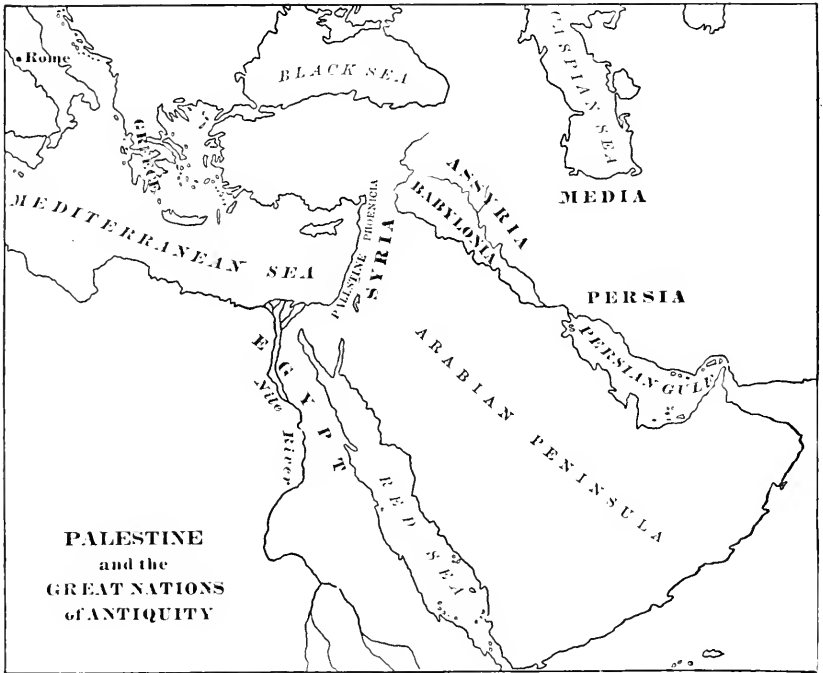 Rome
BLACK SEA
CASPIAN SEA
GREECE
MEDITERRANEAN SEA
PALESTINE PHOENICIA
SYRIA
ASSYRIA
BABYLONIA
MEDIA
PERSIA
PERSIAN GULF
EGYPT
Nile River
ARABIAN PENINSULA
RED SEA
PALESTINE
and the
GREAT NATIONS
of ANTIQUITY